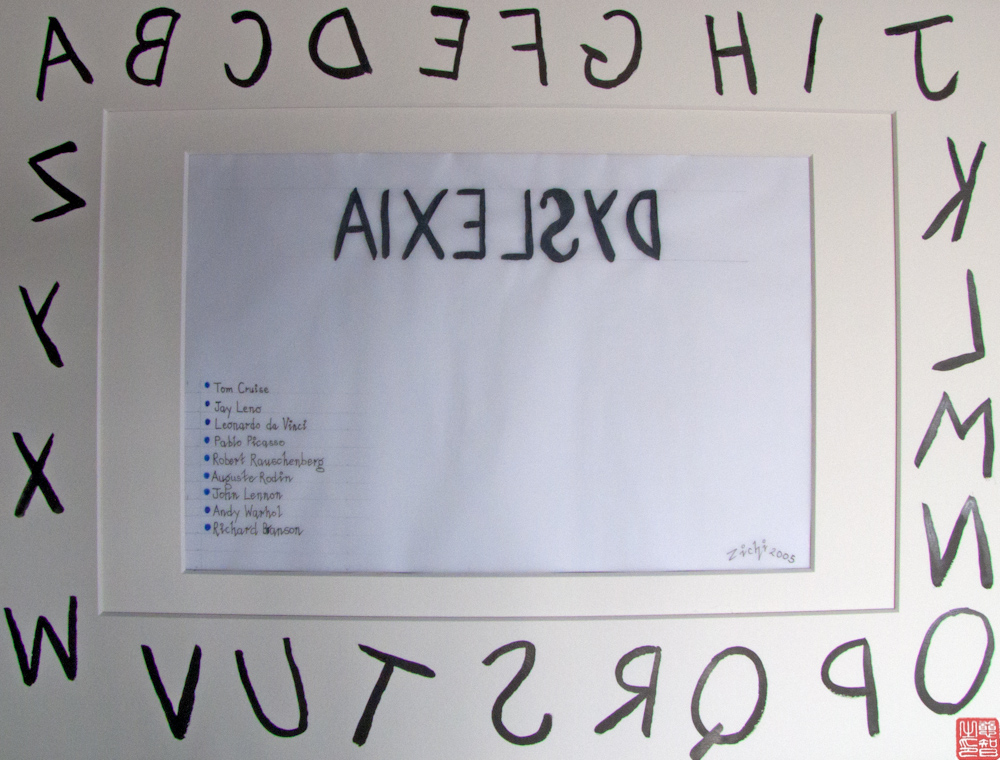 A B C D E F G H I J
K
L
M
N
O
P Q R S T U V
W
X
Y
Z
DYSLEXIA
Tom Cruise
Jay Leno
Leonardo da Vinci
Pablo Picasso
Robert Rauschenberg
Auguste Rodin
John Lennon
Andy Warhol
Richard Branson
Zichi 2005